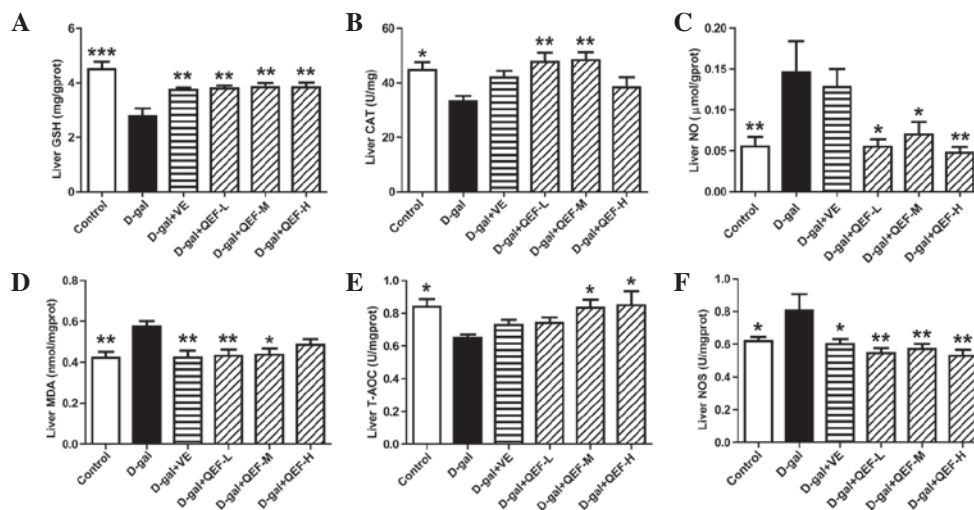 A
Liver GSH (mg/gprot)
6
4
2
0
***
**
**
**
**
Control
D-gal
D-gal+VE
D-gal+QEF-L
D-gal+QEF-M
D-gal+QEF-H
B
Liver CAT (U/mg)
60
40
20
0
*
**
**
Control
D-gal
D-gal+VE
D-gal+QEF-L
D-gal+QEF-M
D-gal+QEF-H
C
Liver NO ( μmol/gprot)
0.20
0.15
0.10
0.05
0.00
**
*
*
**
Control
D-gal
D-gal+VE
D-gal+QEF-L
D-gal+QEF-M
D-gal+QEF-H
D
Liver MDA (nmol/mgprot)
0.8
0.6
0.4
0.2
0.0
**
**
**
*
Control
D-gal
D-gal+VE
D-gal+QEF-L
D-gal+QEF-M
D-gal+QEF-H
E
Liver T-AOC (U/mgprot)
1.0
0.8
0.6
0.4
0.2
0.0
*
*
*
Control
D-gal
D-gal+VE
D-gal+QEF-L
D-gal+QEF-M
D-gal+QEF-H
F
Liver NOS (U/mgprot)
1.0
0.8
0.6
0.4
0.2
0.0
*
*
**
**
**
Control
D-gal
D-gal+VE
D-gal+QEF-L
D-gal+QEF-M
D-gal+QEF-H